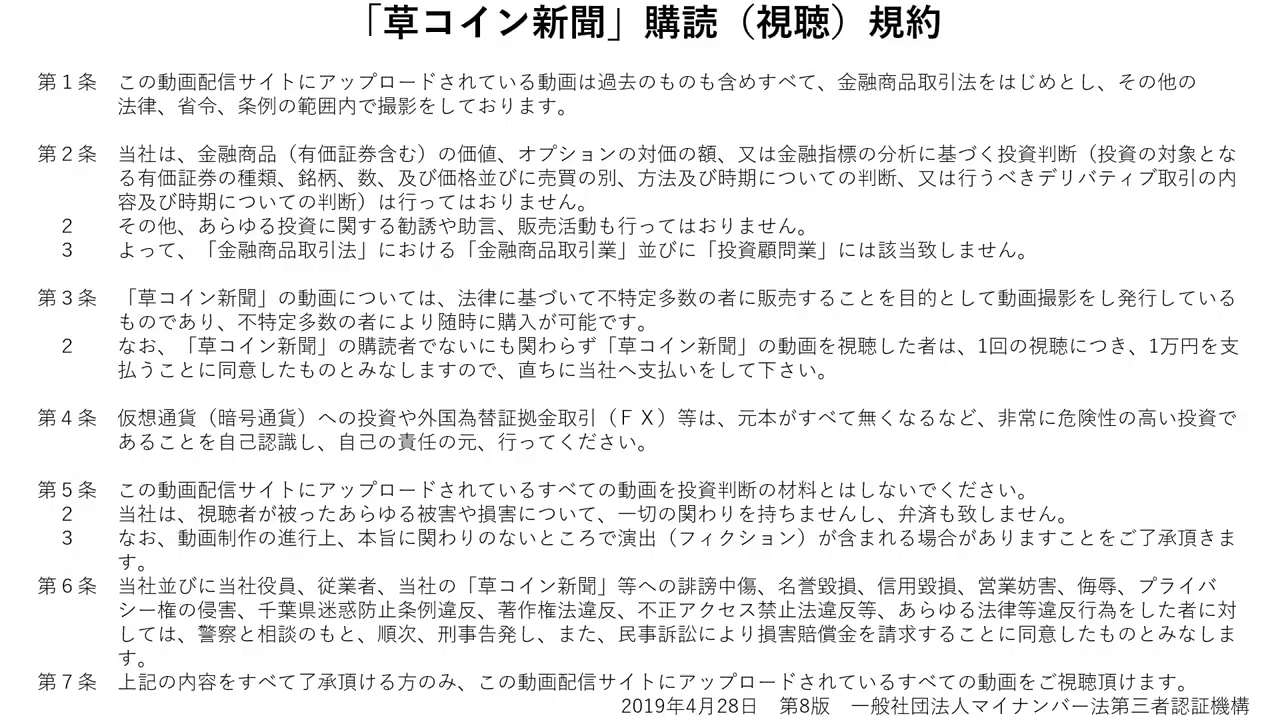 「草コイン新聞」購読（視聴）規約
第１条　この動画配信サイトにアップロードされている動画は過去のものも含めすべて、金融商品取引法をはじめとし、その他の
法律、省令、条例の範囲内で撮影をしております。
第２条　当社は、金融商品（有価証券含む）の価値、オプションの対価の額、又は金融指標の分析に基づく投資判断（投資の対象とな
る有価証券の種類、銘柄、数、及び価格並びに売買の別、方法及び時期についての判断、又は行うべきデリバティブ取引の内
容及び時期についての判断）は行ってはおりません。
2　その他、あらゆる投資に関する勧誘や助言、販売活動も行ってはおりません。
3　よって、「金融商品取引法」における「金融商品取引業」並びに「投資顧問業」には該当致しません。
第３条　「草コイン新聞」の動画については、法律に基づいて不特定多数の者に販売することを目的として動画撮影をし発行している
ものであり、不特定多数の者により随時に購入が可能です。
2　なお、「草コイン新聞」の購読者でないにも関わらず「草コイン新聞」の動画を視聴した者は、1回の視聴につき、1万円を支
払うことに同意したものとみなしますので、直ちに当社へ支払いをして下さい。
第４条　仮想通貨（暗号通貨）への投資や外国為替証拠金取引（ＦＸ）等は、元本がすべて無くなるなど、非常に危険性の高い投資で
あることを自己認識し、自己の責任の元、行ってください。
第５条　この動画配信サイトにアップロードされているすべての動画を投資判断の材料とはしないでください。
2　当社は、視聴者が被ったあらゆる被害や損害について、一切の関わりを持ちませんし、弁済も致しません。
3　なお、動画制作の進行上、本旨に関わりのないところで演出（フィクション）が含まれる場合がありますことをご了承頂きま
す。
第６条　当社並びに当社役員、従業者、当社の「草コイン新聞」等への誹謗中傷、名誉毀損、信用毀損、営業妨害、侮辱、プライバ
シー権の侵害、千葉県迷惑防止条例違反、著作権法違反、不正アクセス禁止法違反等、あらゆる法律等違反行為をした者に対
しては、警察と相談のもと、順次、刑事告発し、また、民事訴訟により損害賠償金を請求することに同意したものとみなしま
す。
第７条　上記の内容をすべて了承頂ける方のみ、この動画配信サイトにアップロードされているすべての動画をご視聴頂けます。
2019年4月28日　第8版　一般社団法人マイナンバー法第三者認証機構